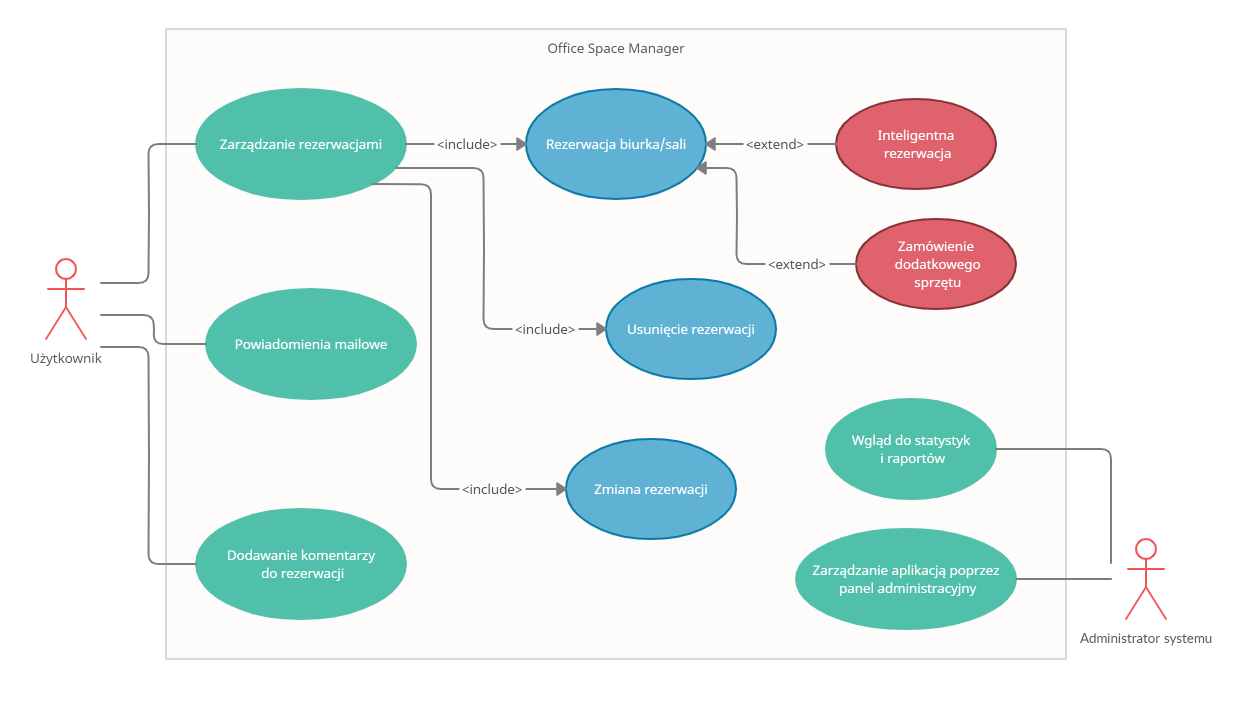 Office Space Manager
Zarządzanie rezerwacjami
<include>
Rezerwacja biurka/sali
<extend>
Inteligentna
rezerwacja
Zamówienie
dodatkowego
sprzętu
<extend>
Użytkownik
Powiadomienia mailowe
<include>
Usunięcie rezerwacji
Wgląd do statystyk
i raportów
<include>
Zmiana rezerwacji
Dodawanie komentarzy
do rezerwacji
Zarządzanie aplikacją poprzez
panel administracyjny
Administrator systemu